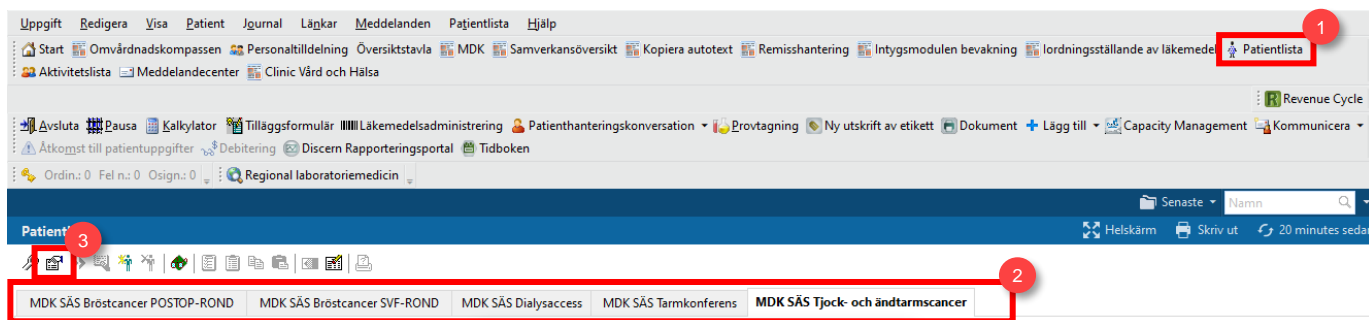 Uppgift Redigera Visa Patient Journal Länkar Meddelanden Patientlista Hjälp
1
Start Omvårdnadskompassen Personaltilldelning Översiktstavla MDK Samverkansöversikt Kopiera autotext Remisshantering Intygsmodulen bevakning Iordningsställande av läkemedel Patientlista
Aktivitetslista Meddelandecenter Clinic Vård och Hälsa
R Revenue Cycle
Avsluta Pausa Kalkylator Tilläggsformulär Läkemedelsadministrering Patienthanteringskonversation Provtagning Ny utskrift av etikett Dokument Lägg till Capacity Management Kommunicera
Åtkomst till patientuppgifter Debitering Discern Rapporteringsportal Tidboken
Ordin.: 0 Fel n.: 0 Osign.: 0 Regional laboratoriemedicin
Senaste Namn
Patientl Helskärm Skriv ut 20 minutes sedan
3
2
MDK SÄS Bröstcancer POSTOP-ROND MDK SÄS Bröstcancer SVF-ROND MDK SÄS Dialysaccess MDK SÄS Tarmkonferens MDK SÄS Tjock- och ändtarmscancer